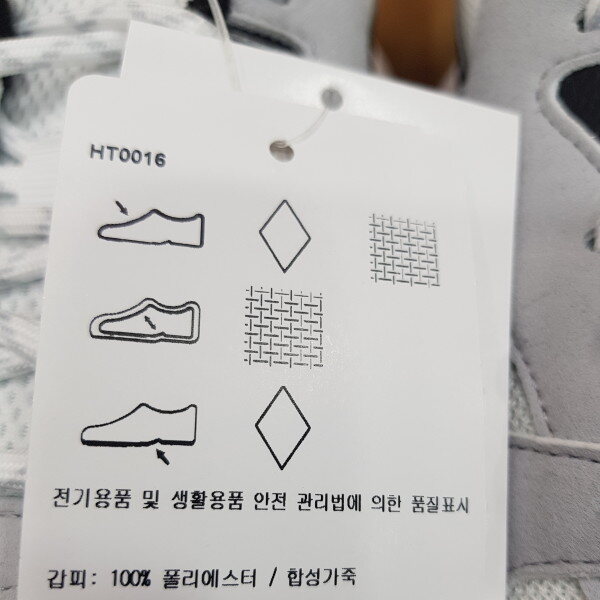 HT0016
전기용품 및 생활용품 안전 관리법에 의한 품질표시
갑피: 100% 폴리에스터 / 합성가죽